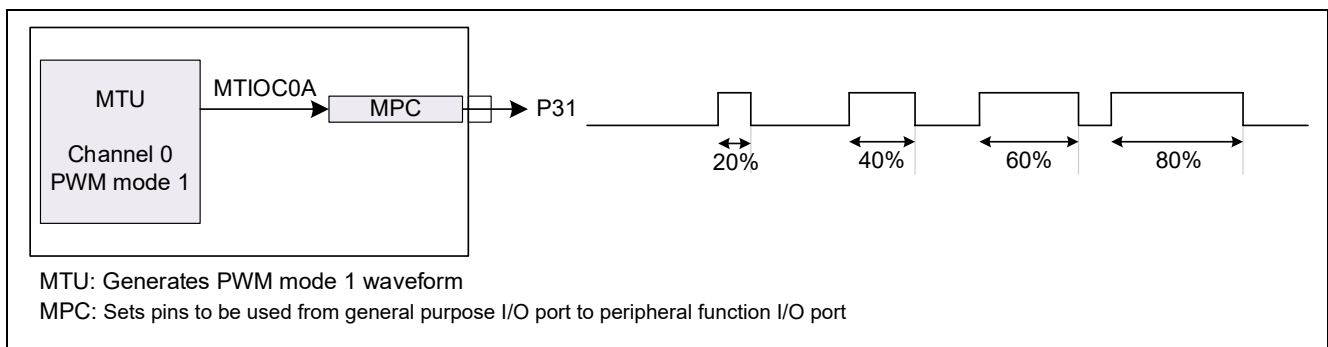 MTU
Channel 0
PWM mode 1
MTIOC0A
MPC
P31
20%
40%
60%
80%
MTU: Generates PWM mode 1 waveform
MPC: Sets pins to be used from general purpose I/O port to peripheral function I/O port